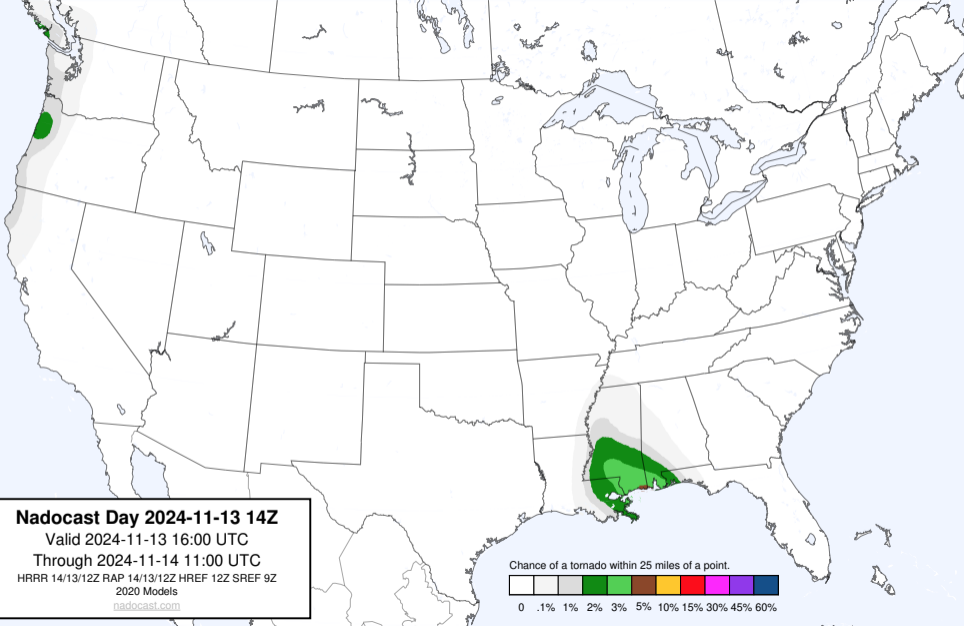 Nadocast Day 2024-11-13 14Z
Valid 2024-11-13 16:00 UTC
Through 2024-11-14 11:00 UTC
HRRR 14/13/12Z RAP 14/13/12Z HREF 12Z SREF 9Z
2020 Models
nadocast.com
Chance of a tornado within 25 miles of a point.
0 .1% 1% 2% 3% 5% 10% 15% 30% 45% 60%